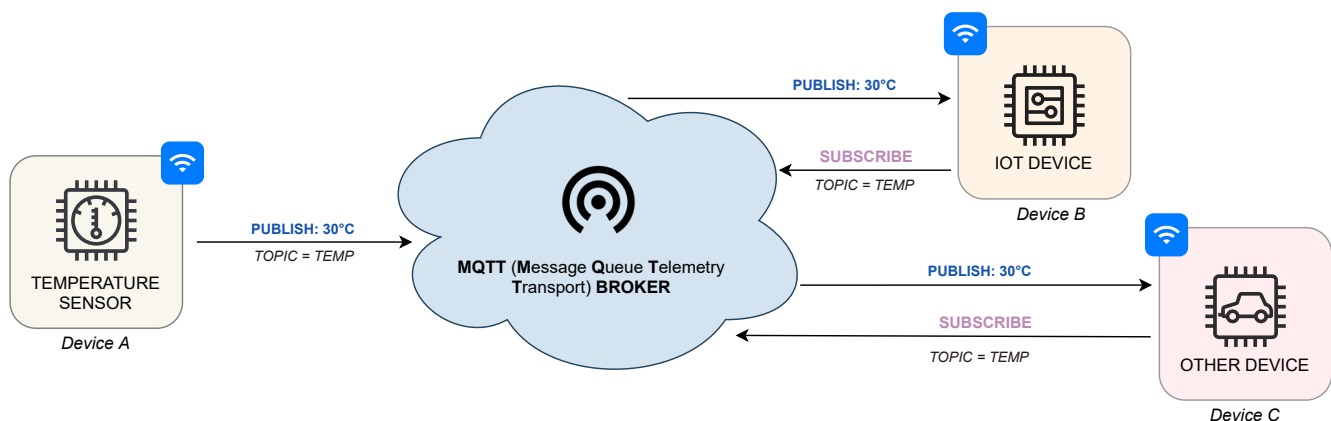 PUBLISH: 30°C
TOPIC = TEMP
TEMPERATURE
SENSOR
Device A
MQTT (Message Queue Telemetry
Transport) BROKER
PUBLISH: 30°C
SUBSCRIBE
TOPIC = TEMP
IOT DEVICE
Device B
PUBLISH: 30°C
SUBSCRIBE
TOPIC = TEMP
OTHER DEVICE
Device C